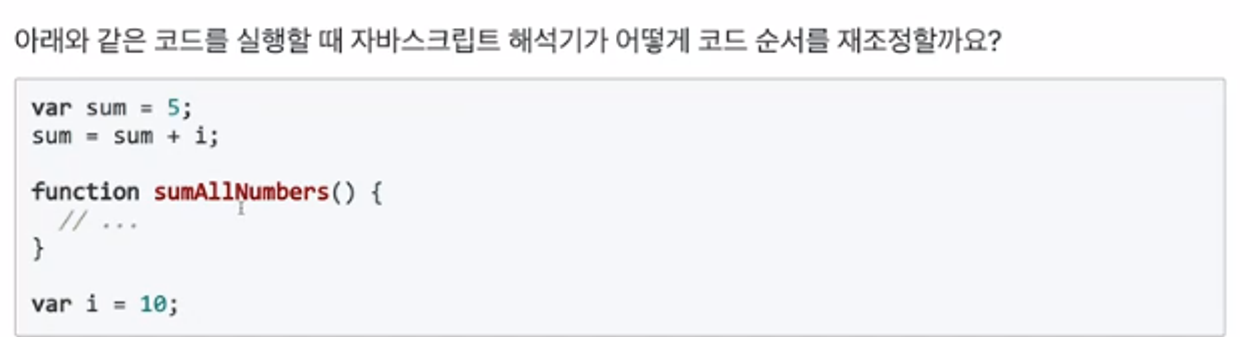 아래와 같은 코드를 실행할 때 자바스크립트 해석기가 어떻게 코드 순서를 재조정할까요?
var sum = 5;
sum = sum + i;
function sumAllNumbers() {
// ...
}
var i = 10;